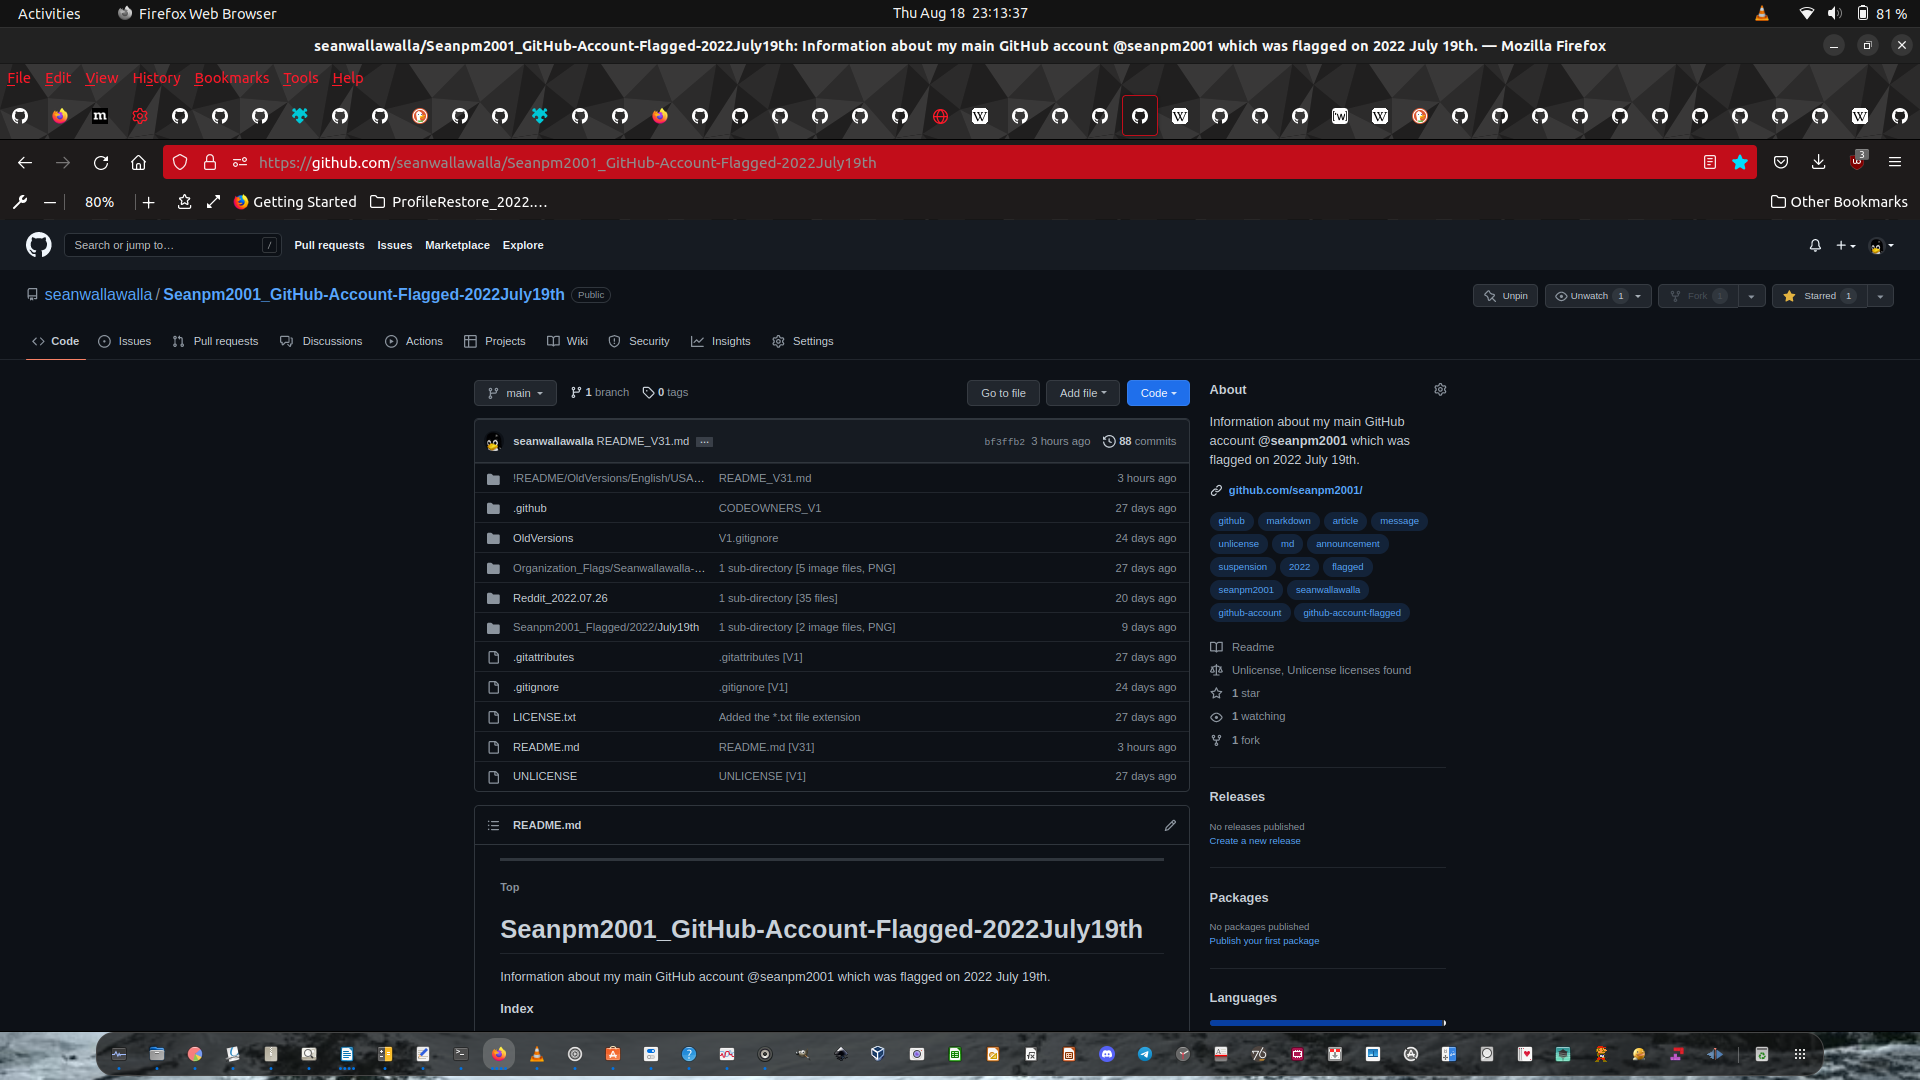 Activities Firefox Web Browser Thu Aug 18 23:13:37 81 %
seanwallawalla/Seanpm2001_GitHub-Account-Flagged-2022July19th: Information about my main GitHub account @seanpm2001 which was flagged on 2022 July 19th. — Mozilla Firefox
File Edit View History Bookmarks Tools Help
https://github.com/seanwallawalla/Seanpm2001_GitHub-Account-Flagged-2022July19th 3
80% Getting Started ProfileRestore_2022.... Other Bookmarks
Search or jump to… / Pull requests Issues Marketplace Explore
seanwallawalla / Seanpm2001_GitHub-Account-Flagged-2022July19th Public Unpin Unwatch 1 Fork 1 Starred 1
Code Issues Pull requests Discussions Actions Projects Wiki Security Insights Settings
main 1 branch 0 tags Go to file Add file Code
seanwallawalla README_V31.md ... bf3ffb2 3 hours ago 88 commits
!README/OldVersions/English/USA... README_V31.md 3 hours ago
.github CODEOWNERS_V1 27 days ago
OldVersions V1.gitignore 24 days ago
Organization_Flags/Seanwallawalla-... 1 sub-directory [5 image files, PNG] 27 days ago
Reddit_2022.07.26 1 sub-directory [35 files] 20 days ago
Seanpm2001_Flagged/2022/July19th 1 sub-directory [2 image files, PNG] 9 days ago
.gitattributes .gitattributes [V1] 27 days ago
.gitignore .gitignore [V1] 24 days ago
LICENSE.txt Added the *.txt file extension 27 days ago
README.md README.md [V31] 3 hours ago
UNLICENSE UNLICENSE [V1] 27 days ago
README.md
Top
Seanpm2001_GitHub-Account-Flagged-2022July19th
Information about my main GitHub account @seanpm2001 which was flagged on 2022 July 19th.
Index
About
Information about my main GitHub
account @seanpm2001 which was
flagged on 2022 July 19th.
github.com/seanpm2001/
github markdown article message
unlicense md announcement
suspension 2022 flagged
seanpm2001 seanwallawalla
github-account github-account-flagged
Readme
Unlicense, Unlicense licenses found
1 star
1 watching
1 fork
Releases
No releases published
Create a new release
Packages
No packages published
Publish your first package
Languages